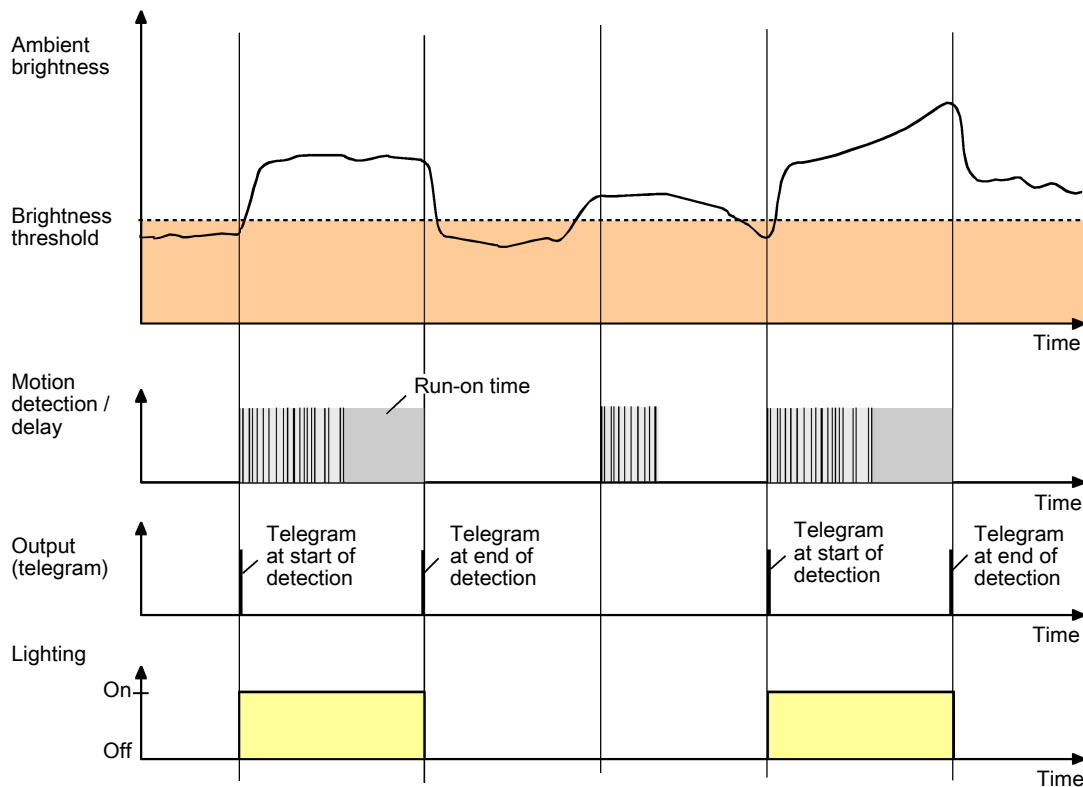 Ambient
brightness
Brightness
threshold
Time
Motion
detection /
delay
Run-on time
Time
Output
(telegram)
Telegram
at start of
detection
Telegram
at end of
detection
Telegram
at start of
detection
Telegram
at end of
detection
Time
Lighting
On
Off
Time